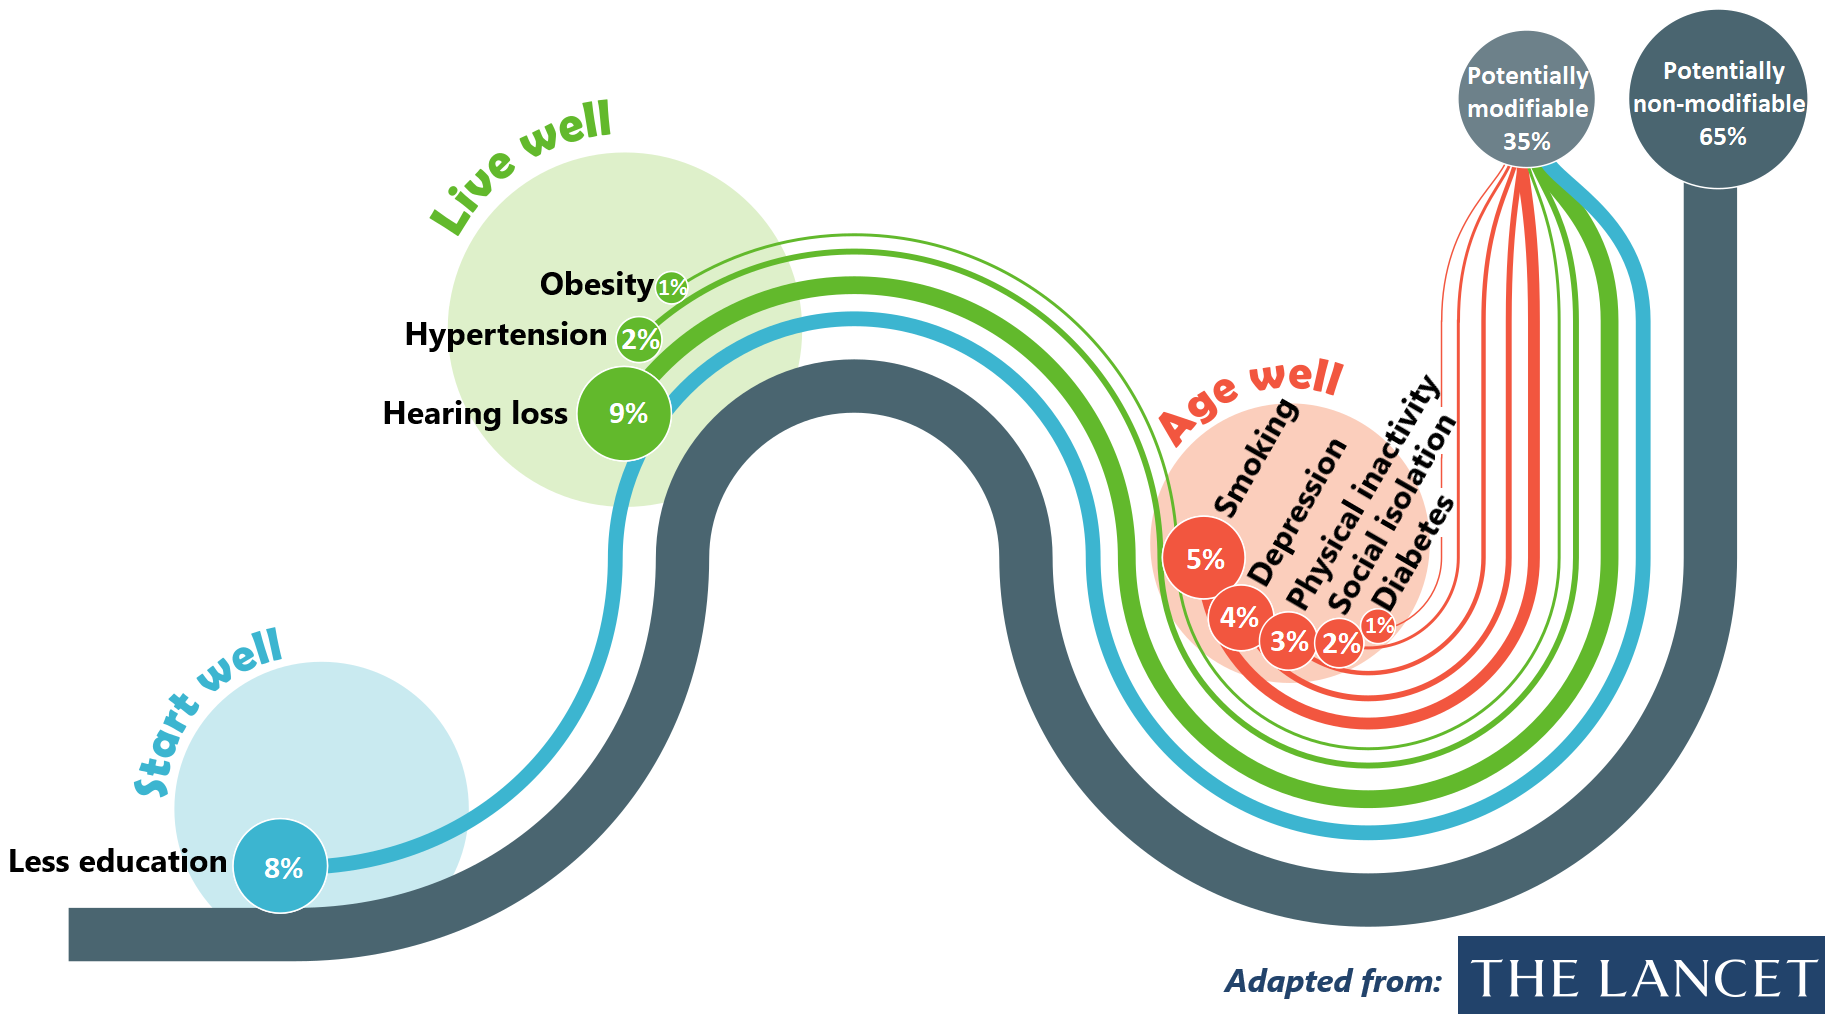 Potentially
modifiable
35%
Potentially
non-modifiable
65%
Live well
Obesity
1%
Hypertension
2%
Hearing loss
9%
Age well
Smoking
5%
Depression
4%
Physical inactivity
3%
Social isolation
2%
Diabetes
1%
Start well
Less education
8%
Adapted from:
THE LANCET